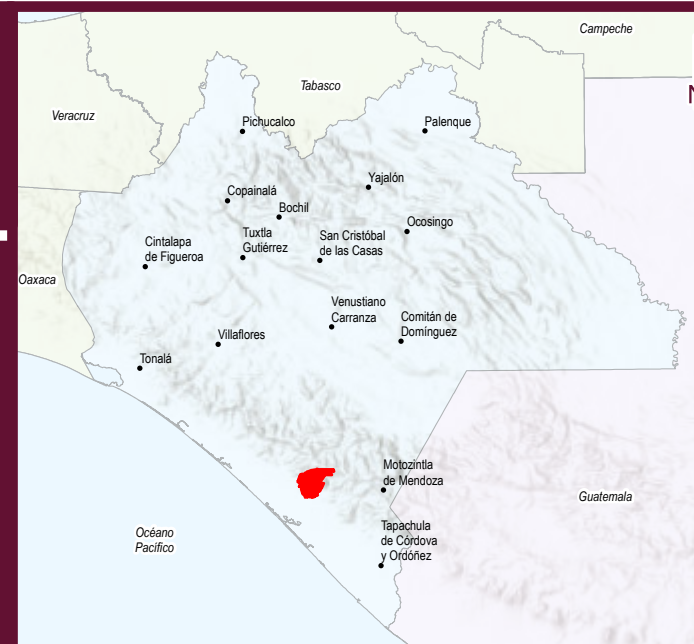 Campeche
Tabasco
Veracruz
Pichucalco
Palenque
Yajalón
Copainalá
Bochil
Ocosingo
Tuxtla
Gutiérrez
San Cristóbal
de las Casas
Cintalapa
de Figueroa
Oaxaca
Venustiano
Carranza
Comitán de
Domínguez
Villaflores
Tonalá
Motozintla
de Mendoza
Guatemala
Océano
Pacífico
Tapachula
de Córdova
y Ordóñez